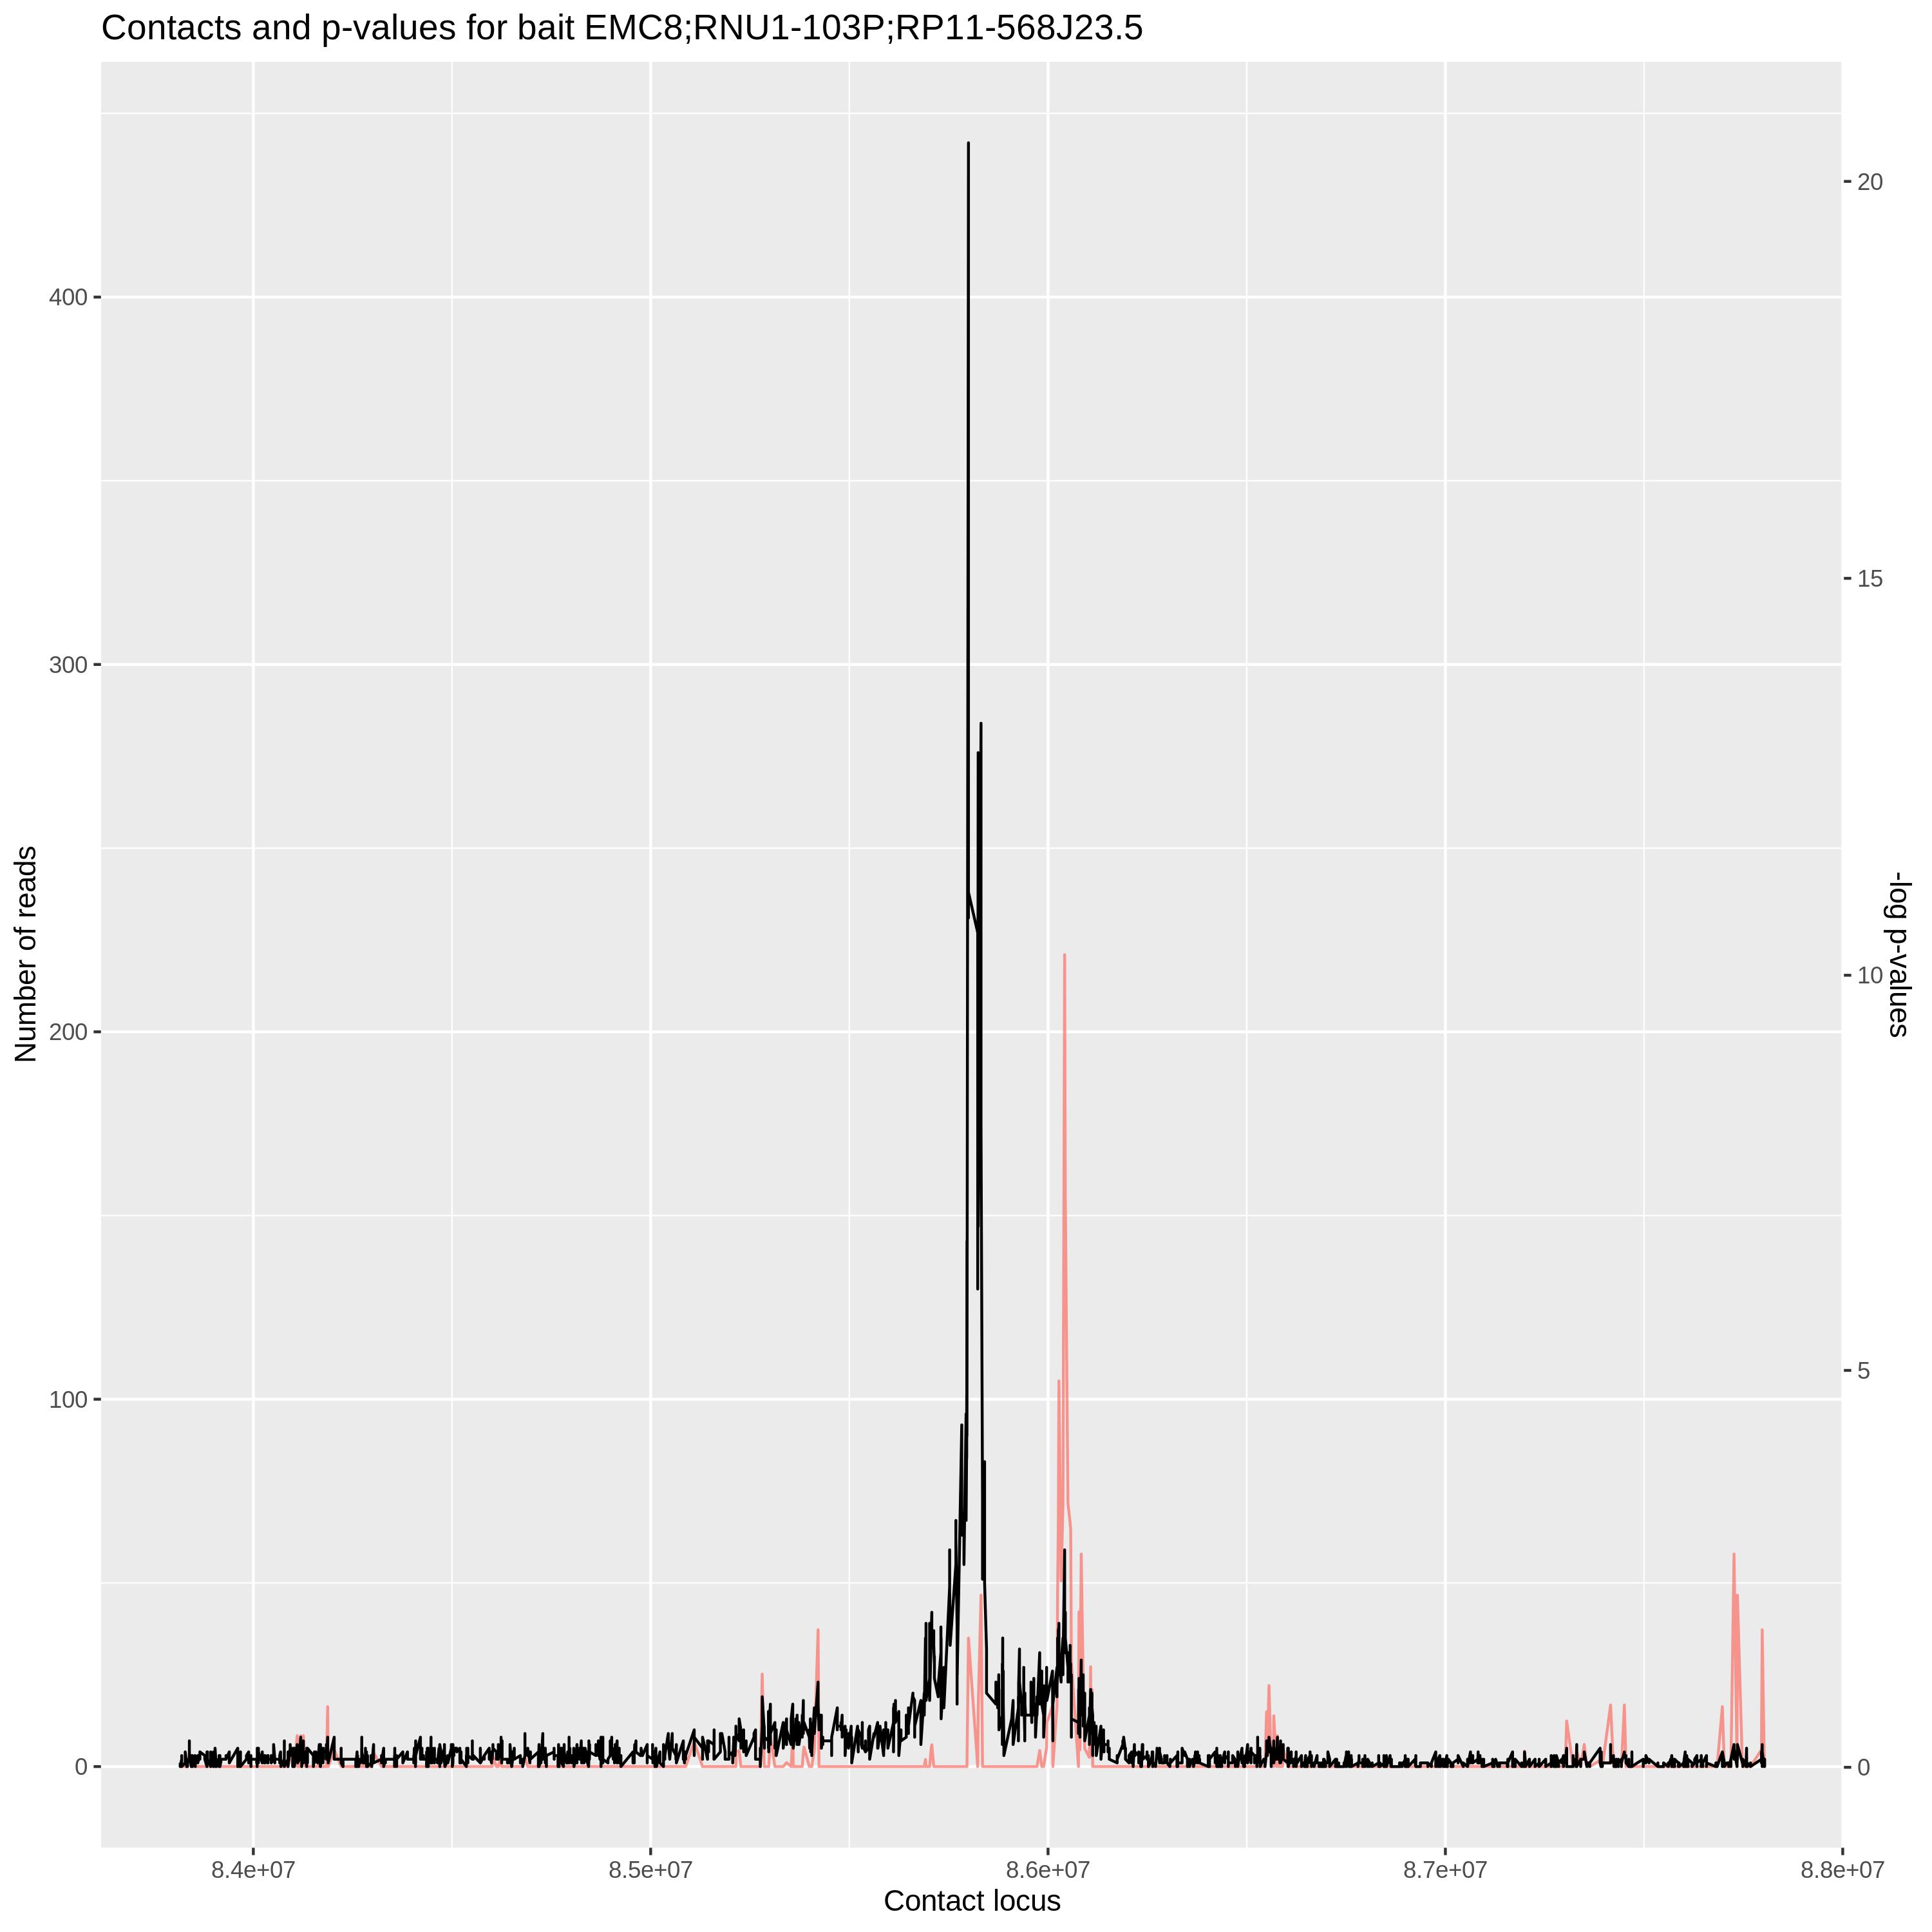 Contacts and p-values for bait EMC8;RNU1-103P;RP11-568J23.5
Number of reads
400
300
200
100
0
20
15
10
5
0
-log p-values
8.4e+07
8.5e+07
8.6e+07
8.7e+07
8.8e+07
Contact locus